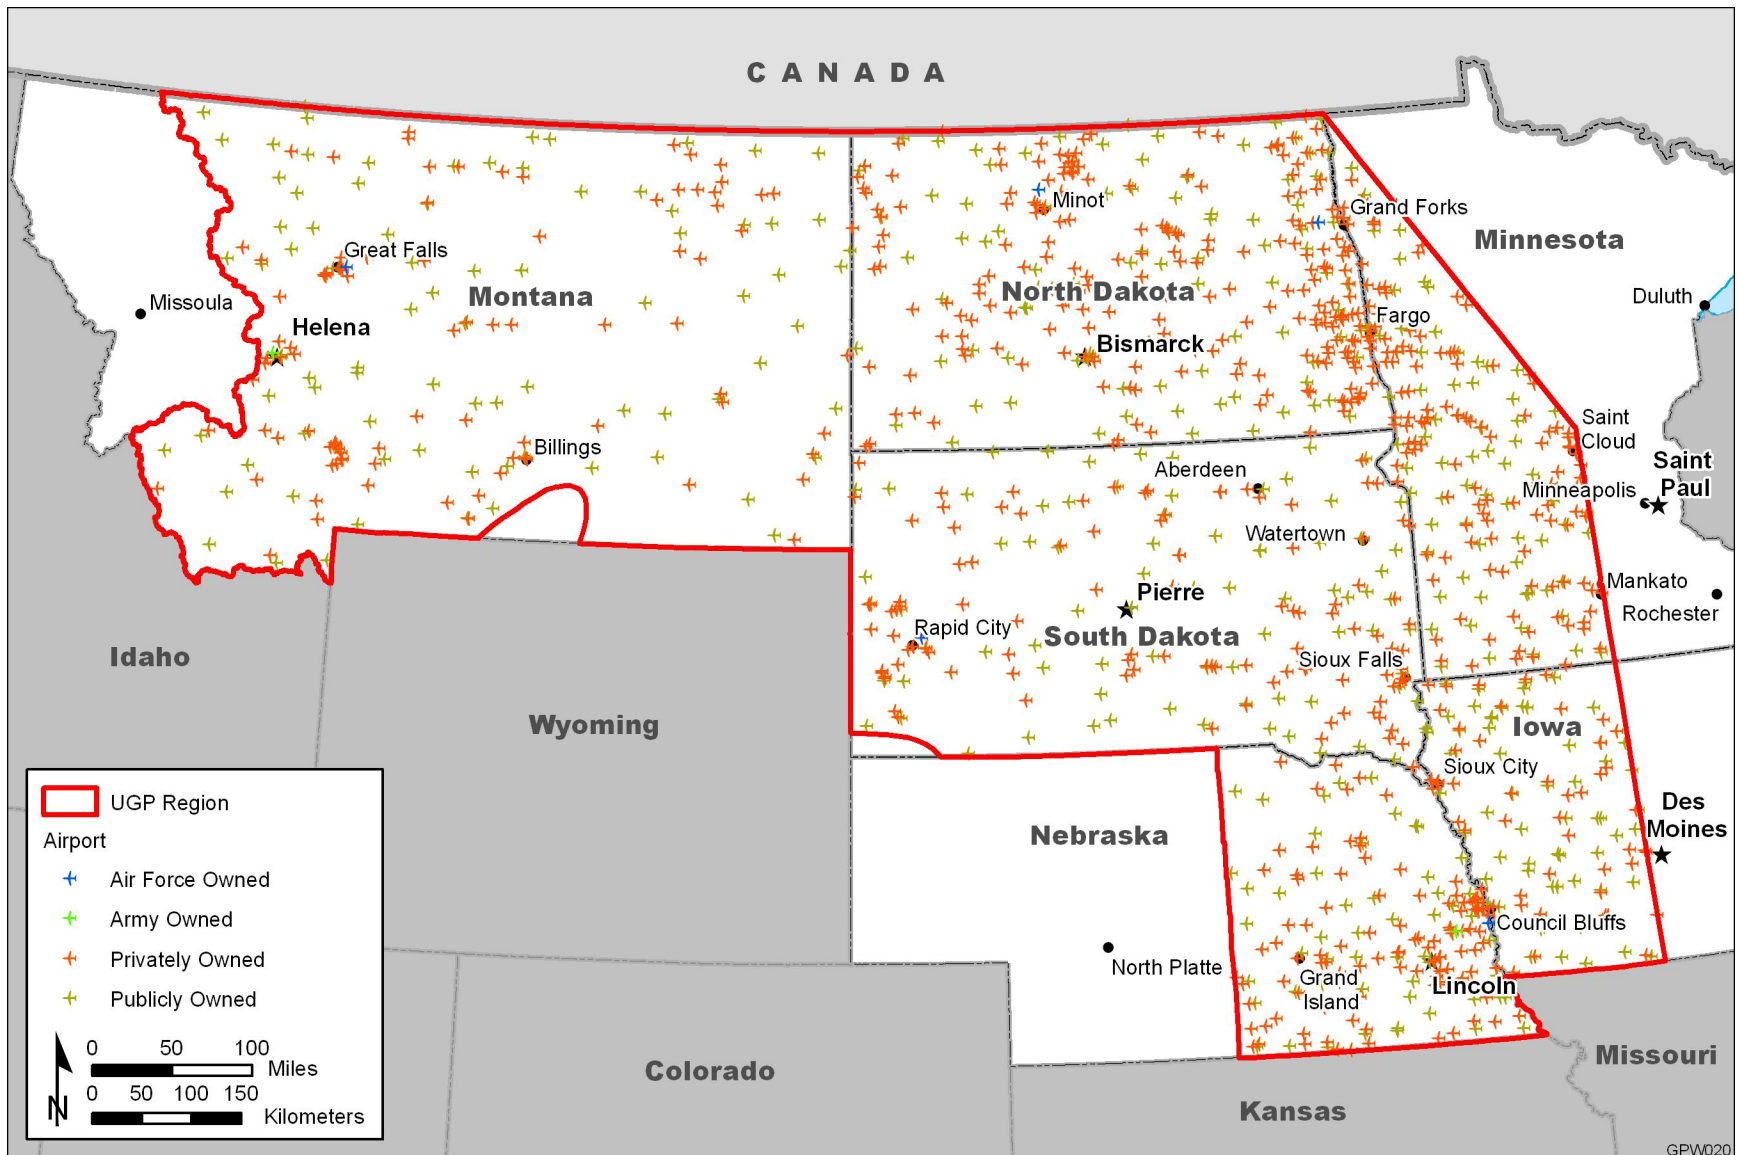 C A N A D A
Minot
Grand Forks
Minnesota
Great Falls
Montana
North Dakota
Missoula
Duluth
Helena
Fargo
Bismarck
Saint
Cloud
Billings
Aberdeen
Saint
Paul
Minneapolis
Watertown
Mankato
Pierre
Rochester
Rapid City
South Dakota
Idaho
Sioux Falls
Wyoming
Iowa
Sioux City
Des
Moines
Nebraska
Council Bluffs
North Platte
Grand
Island
Lincoln
Colorado
Missouri
Kansas
UGP Region
Airport
Air Force Owned
Army Owned
Privately Owned
Publicly Owned
0 50 100
Miles
0 50 100 150
Kilometers
N
GPW020